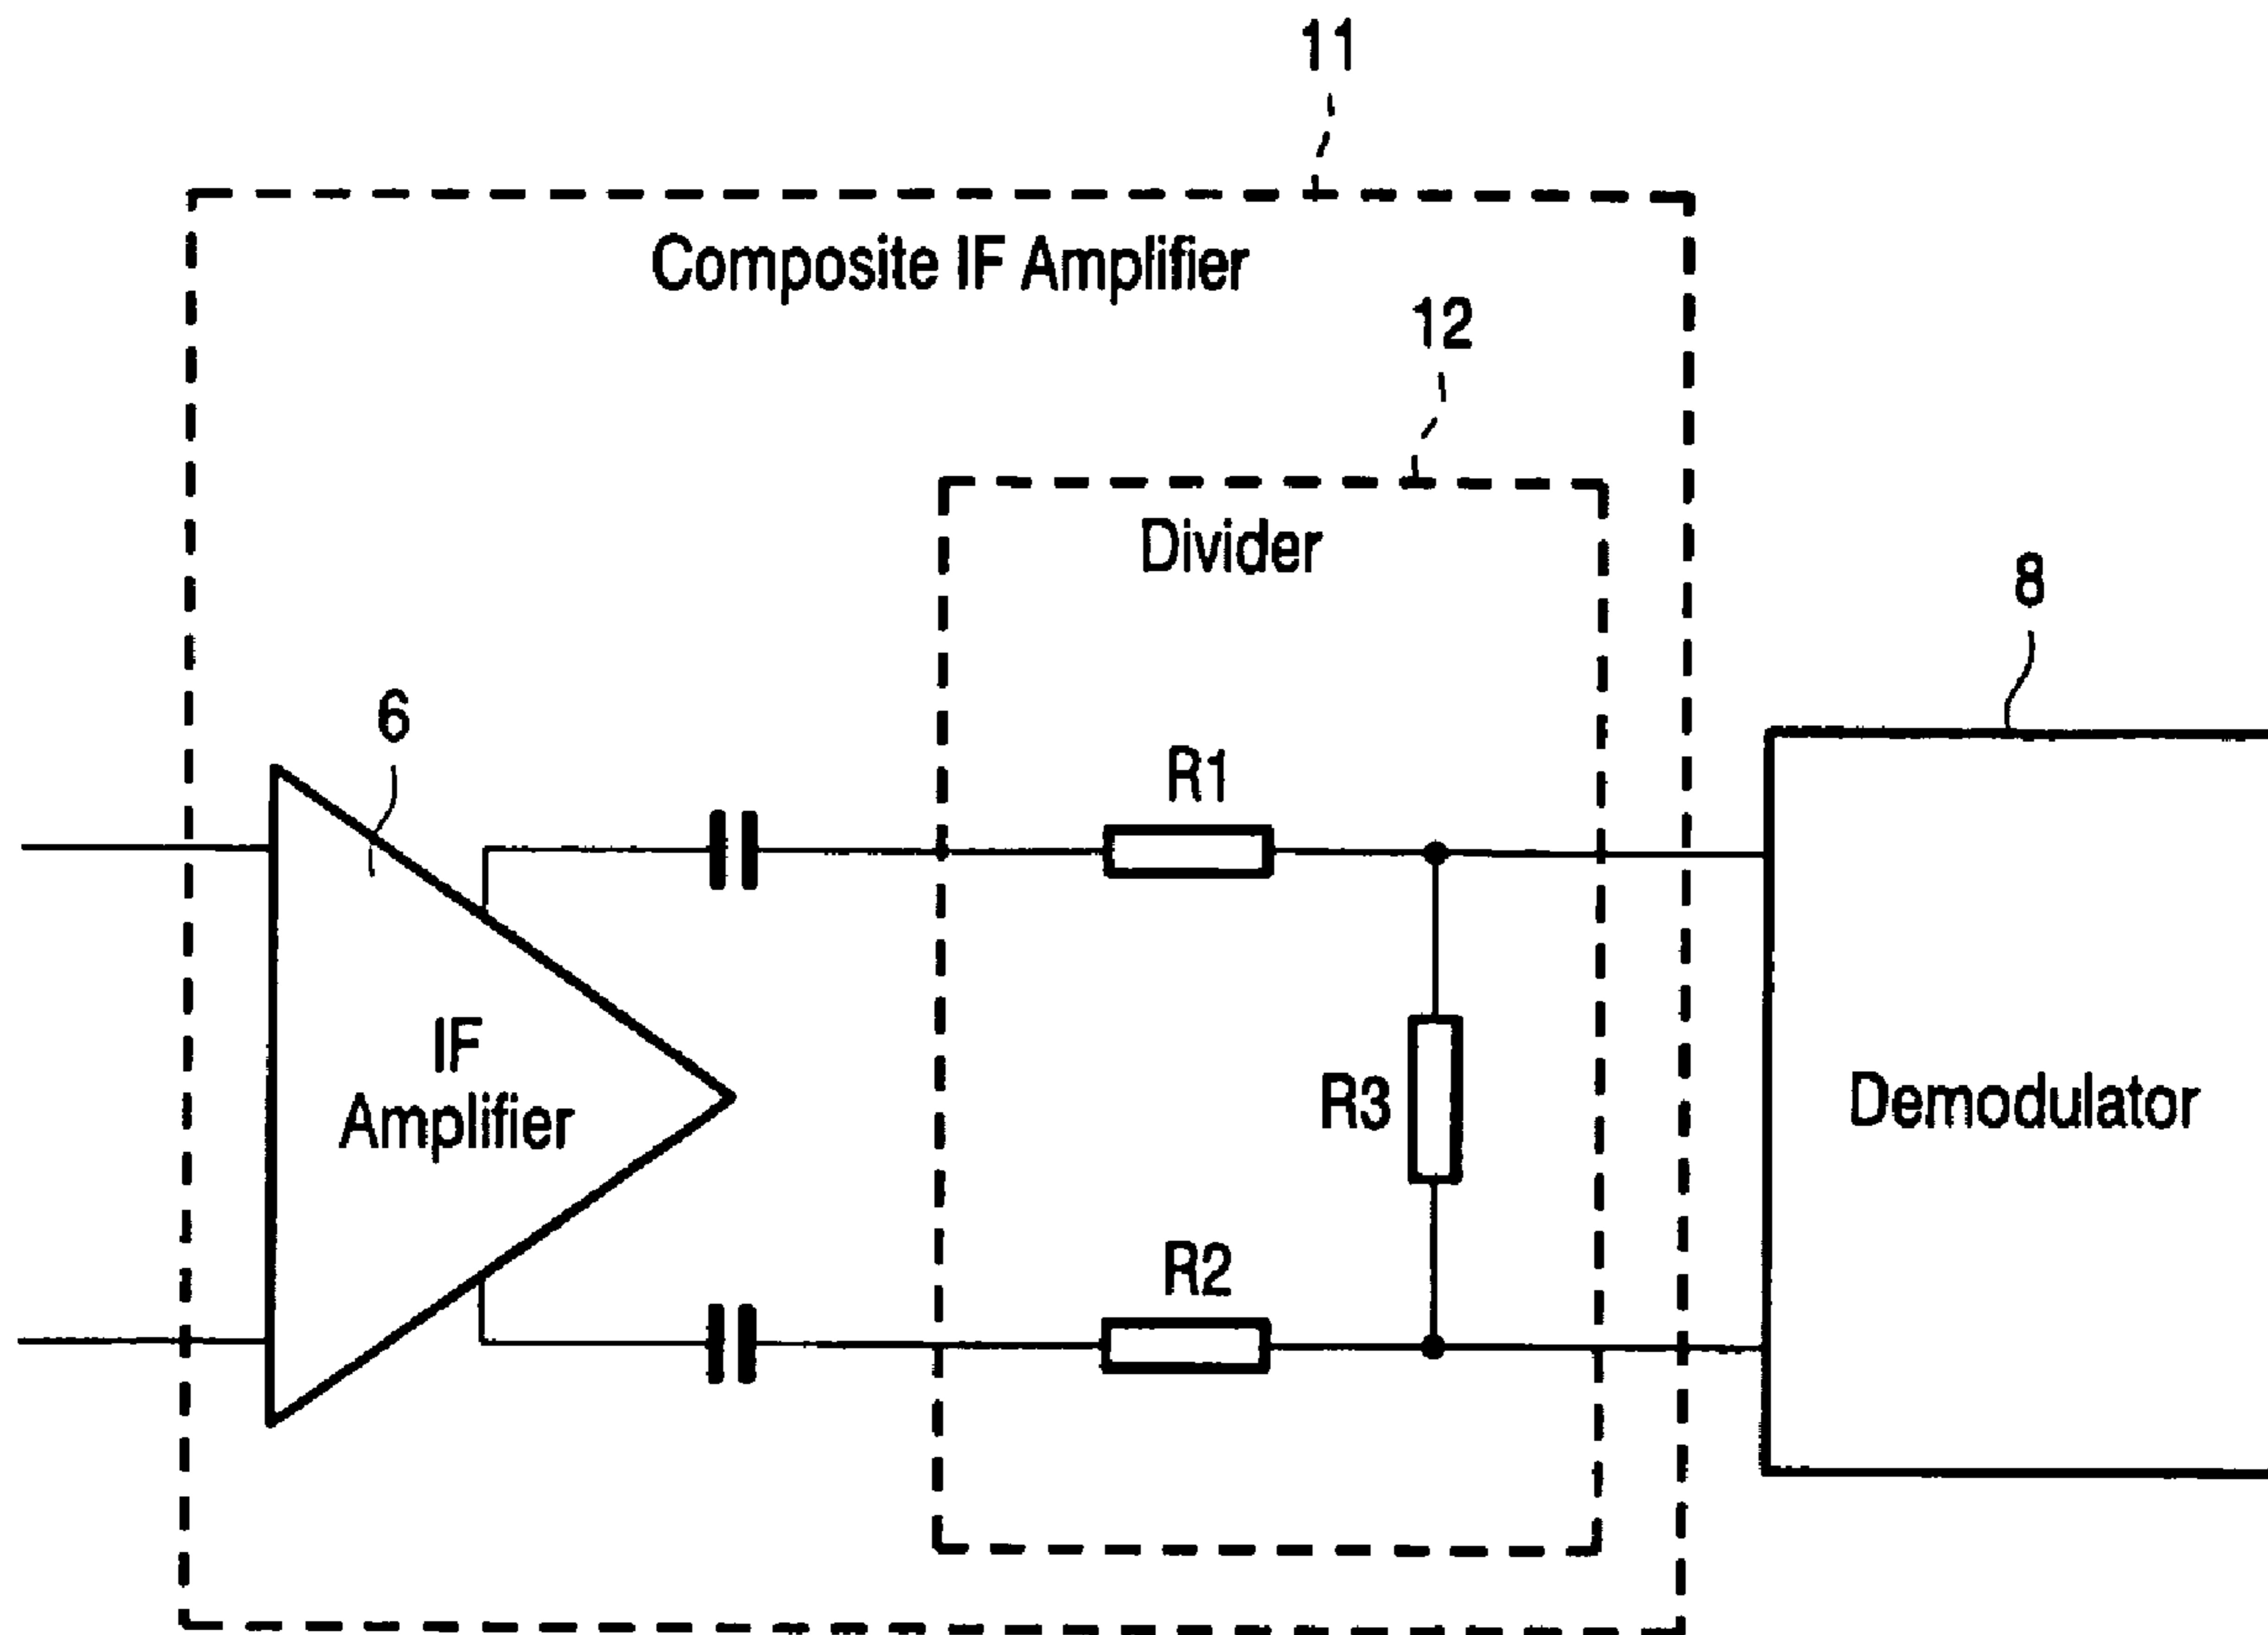 11
Composite IF Amplifier
12
Divider
8
6
R1
IF
Amplifier
R3
Demodulator
R2